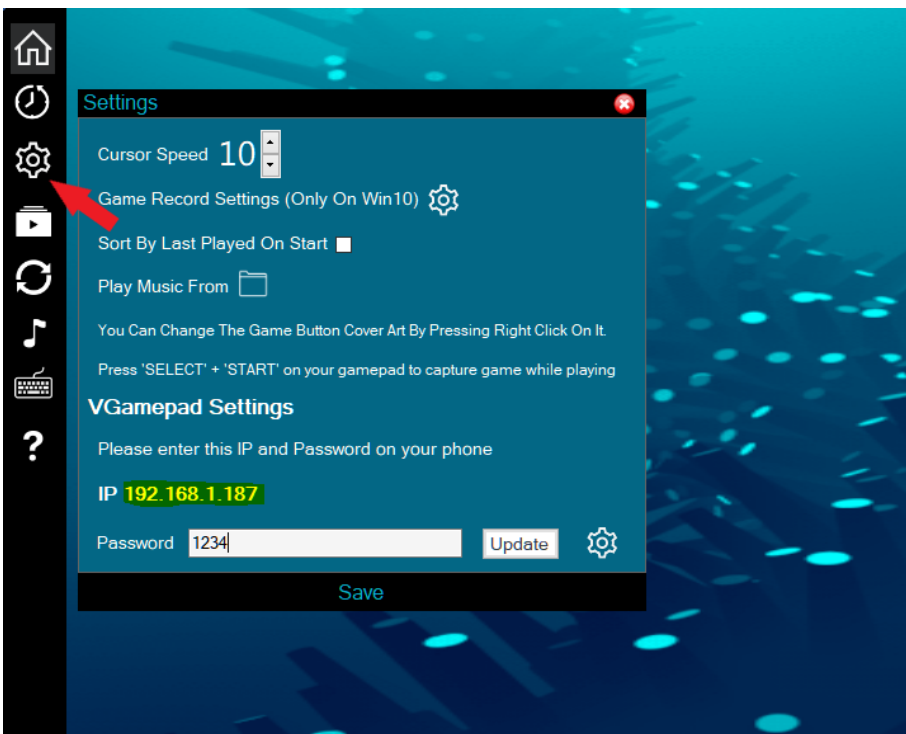 Settings
Cursor Speed 10
Game Record Settings (Only On Win10)
Sort By Last Played On Start
Play Music From
You Can Change The Game Button Cover Art By Pressing Right Click On It.
Press 'SELECT' + 'START' on your gamepad to capture game while playing
VGamepad Settings
Please enter this IP and Password on your phone
IP 192.168.1.187
Password 1234 Update
Save
?